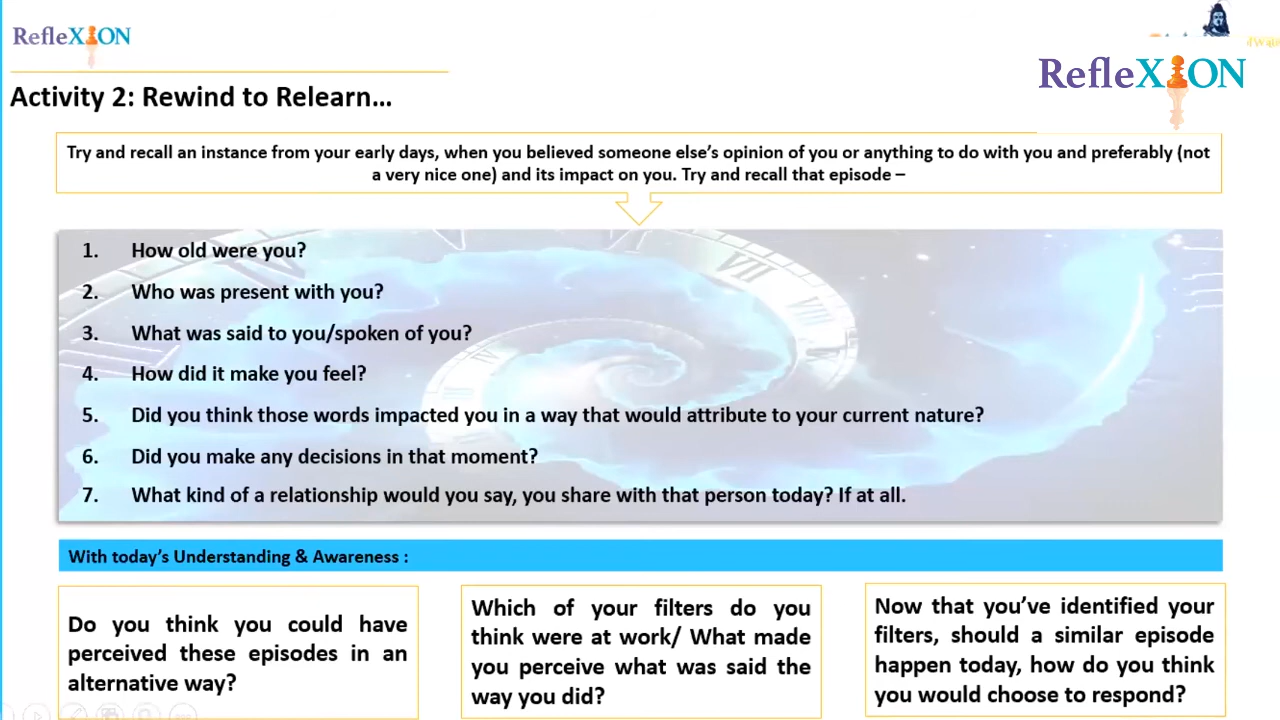 RefleXION
RefleXION
Activity 2: Rewind to Relearn...
Try and recall an instance from your early days, when you believed someone else’s opinion of you or anything to do with you and preferably (not
a very nice one) and its impact on you. Try and recall that episode –
1. How old were you?
2. Who was present with you?
3. What was said to you/spoken of you?
4. How did it make you feel?
5. Did you think those words impacted you in a way that would attribute to your current nature?
6. Did you make any decisions in that moment?
7. What kind of a relationship would you say, you share with that person today? If at all.
With today’s Understanding & Awareness :
Do you think you could have
perceived these episodes in an
alternative way?
Which of your filters do you
think were at work/ What made
you perceive what was said the
way you did?
Now that you’ve identified your
filters, should a similar episode
happen today, how do you think
you would choose to respond?